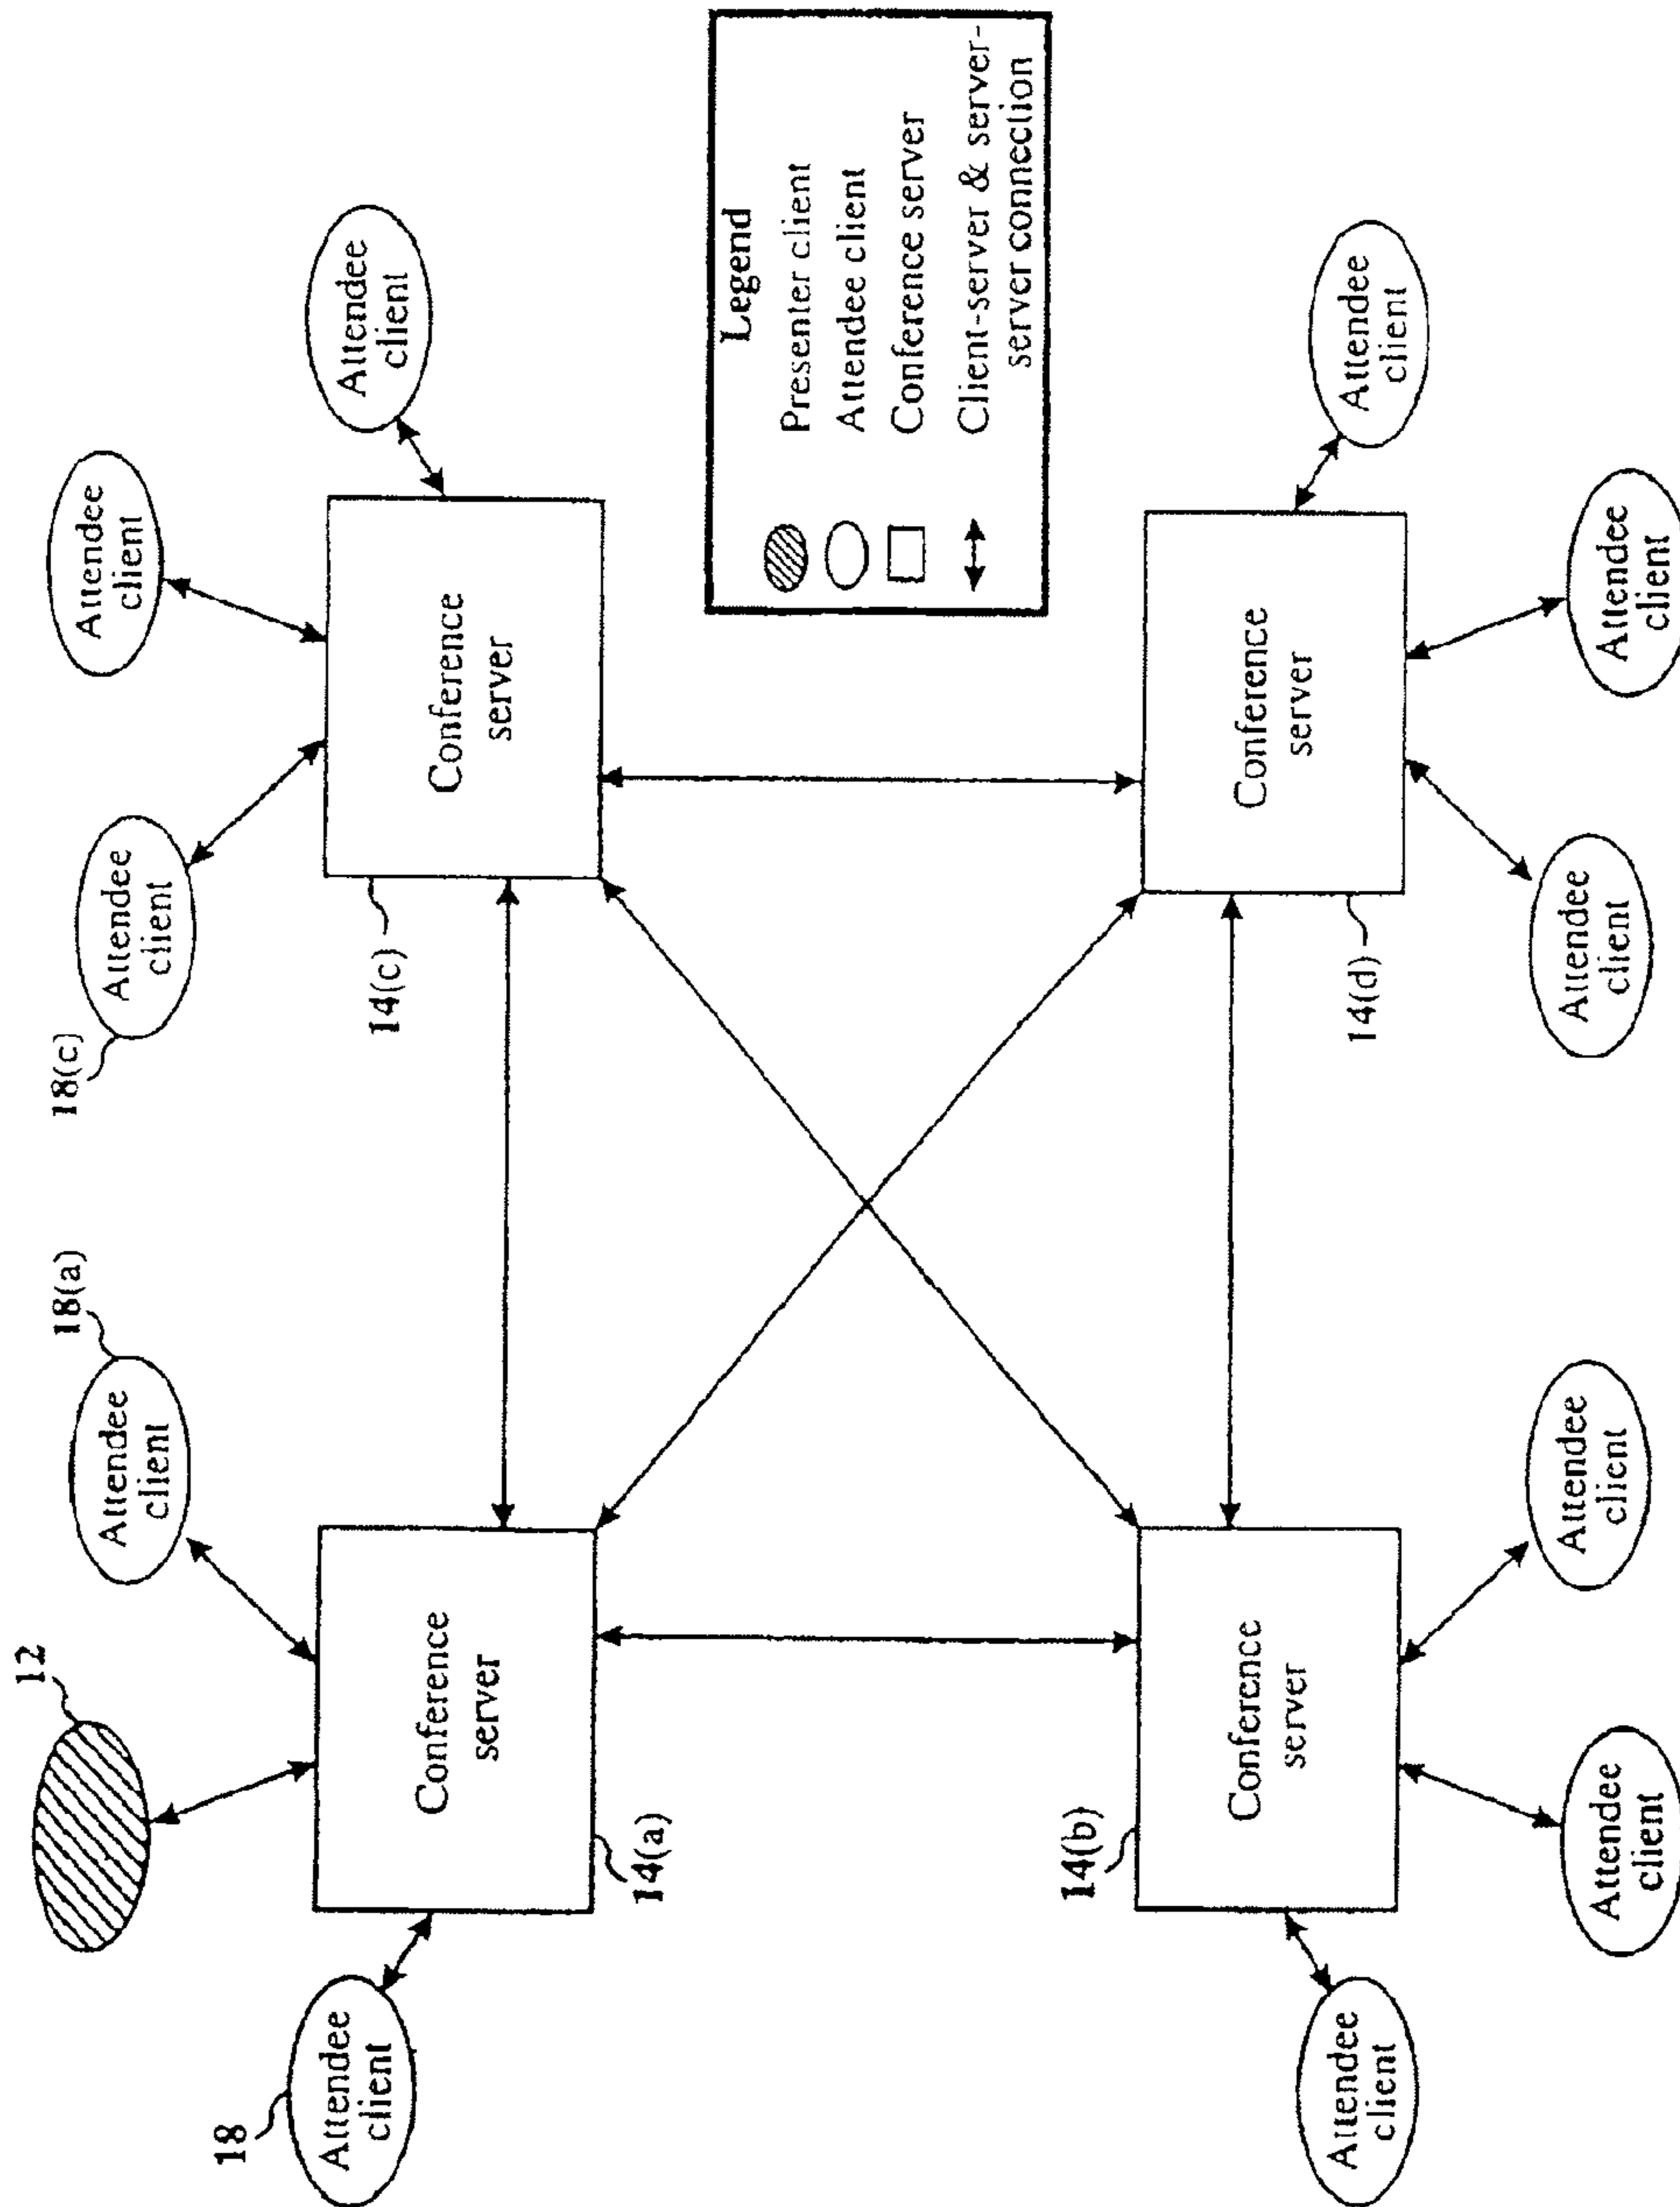 12
18(a)
18(c)
Attendee
client
Attendee
client
Attendee
client
18
Attendee
client
Attendee
client
Conference
server
Conference
server
14(a)
14(c)
Legend
Presenter client
Attendee client
Conference server
Client-server & server-
server connection
14(b)
14(d)
Conference
server
Conference
server
Attendee
client
Attendee
client
Attendee
client
Attendee
client
Attendee
client
Attendee
client